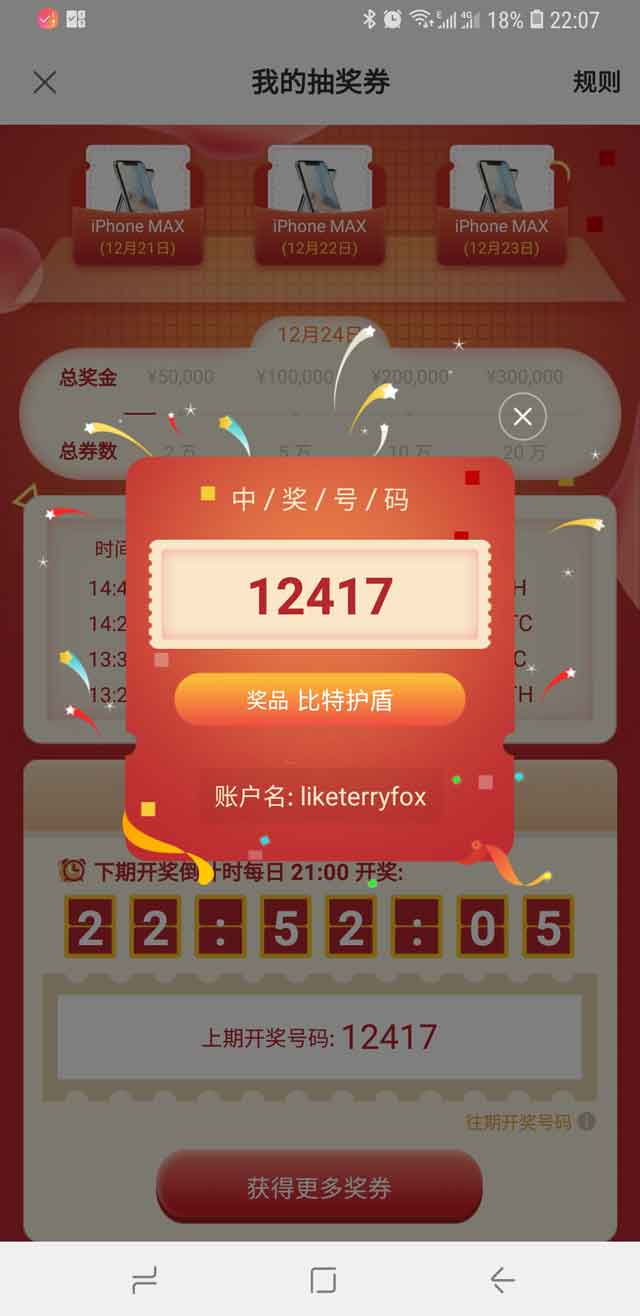 18% 22:07
我的抽奖券 规则
iPhone MAX iPhone MAX iPhone MAX
(12月21日) (12月22日) (12月23日)
12月24日
总奖金 ¥50,000 ¥100,000 ¥200,000 ¥300,000
总券数 2 万 5 万 10 万 20 万
中/奖/号/码
时间
12417
14:4 H
14:2 TC
13:3 C
13:2 TH
奖品 比特护盾
账户名: liketerryfox
下期开奖倒计时每日 21:00 开奖:
22:52:05
上期开奖号码: 12417
往期开奖号码
获得更多奖券